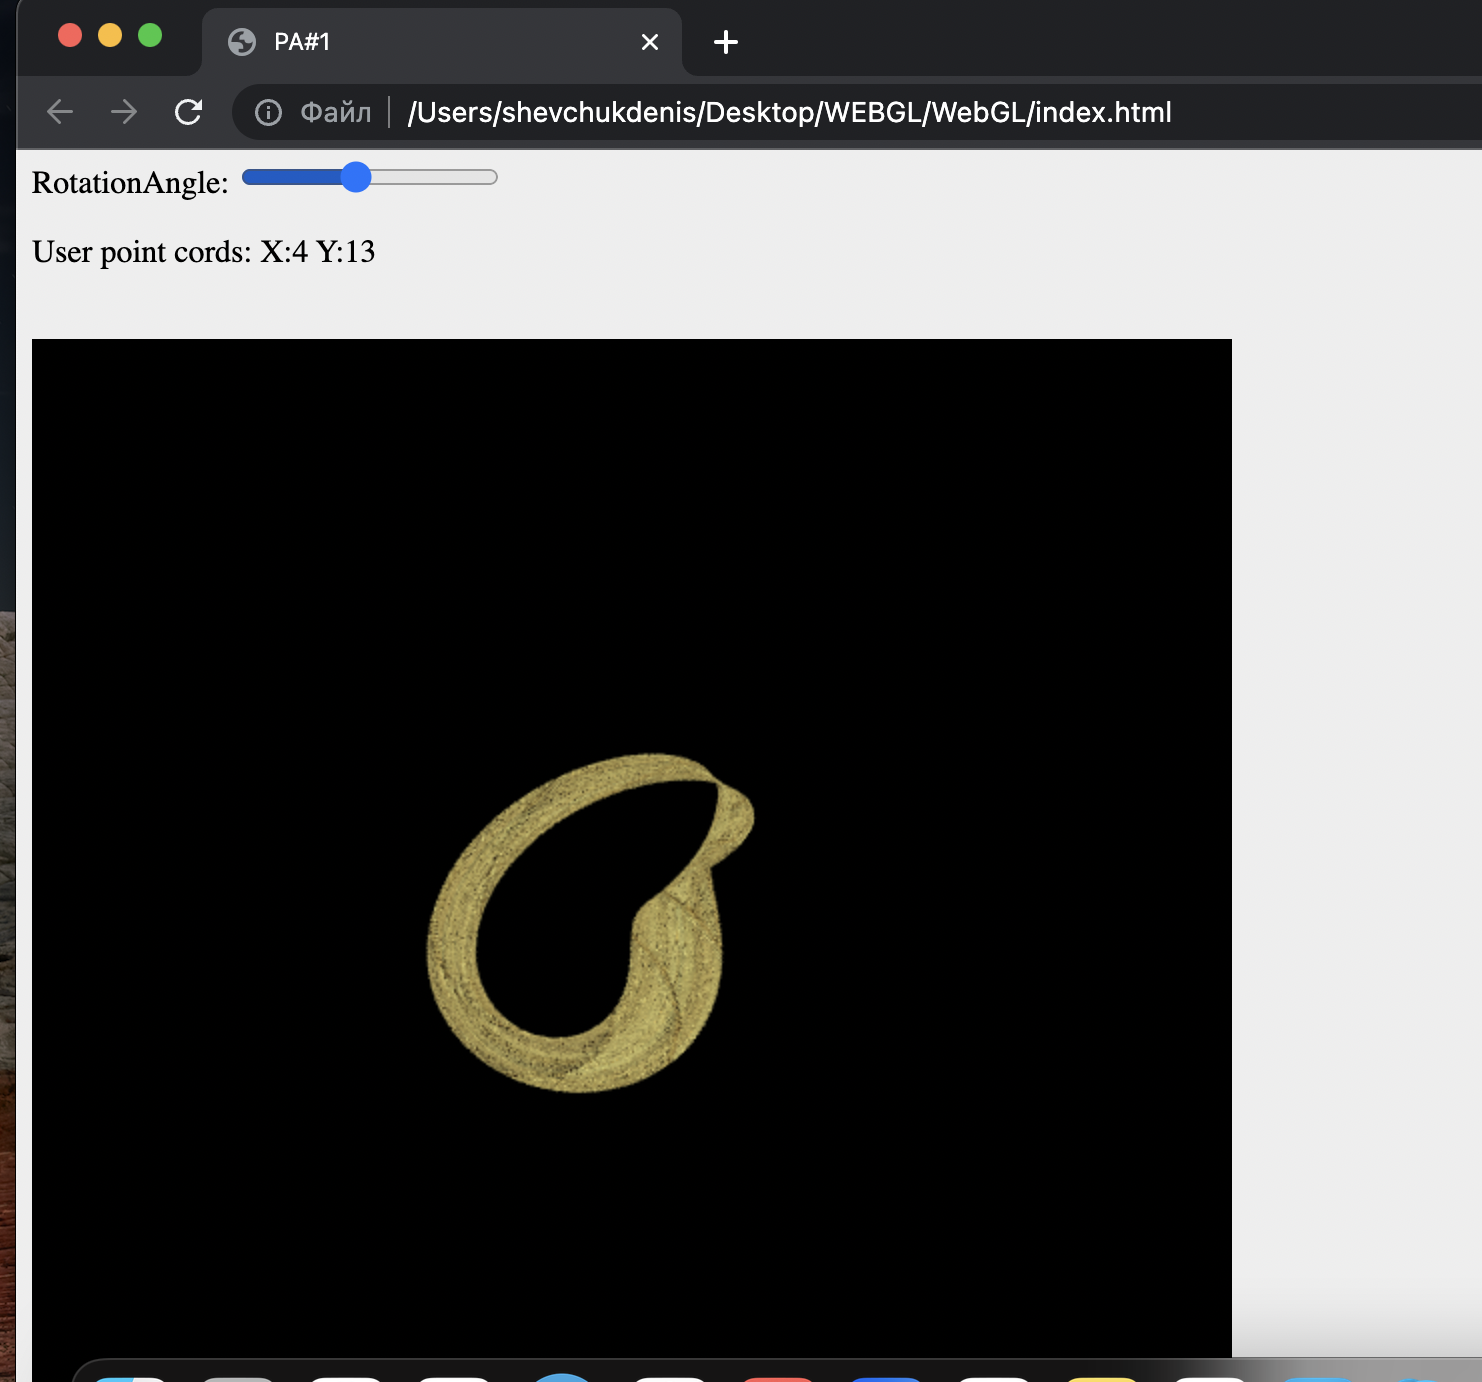 PA#1
Файл /Users/shevchukdenis/Desktop/WEBGL/WebGL/index.html
RotationAngle:
User point cords: X:4 Y:13